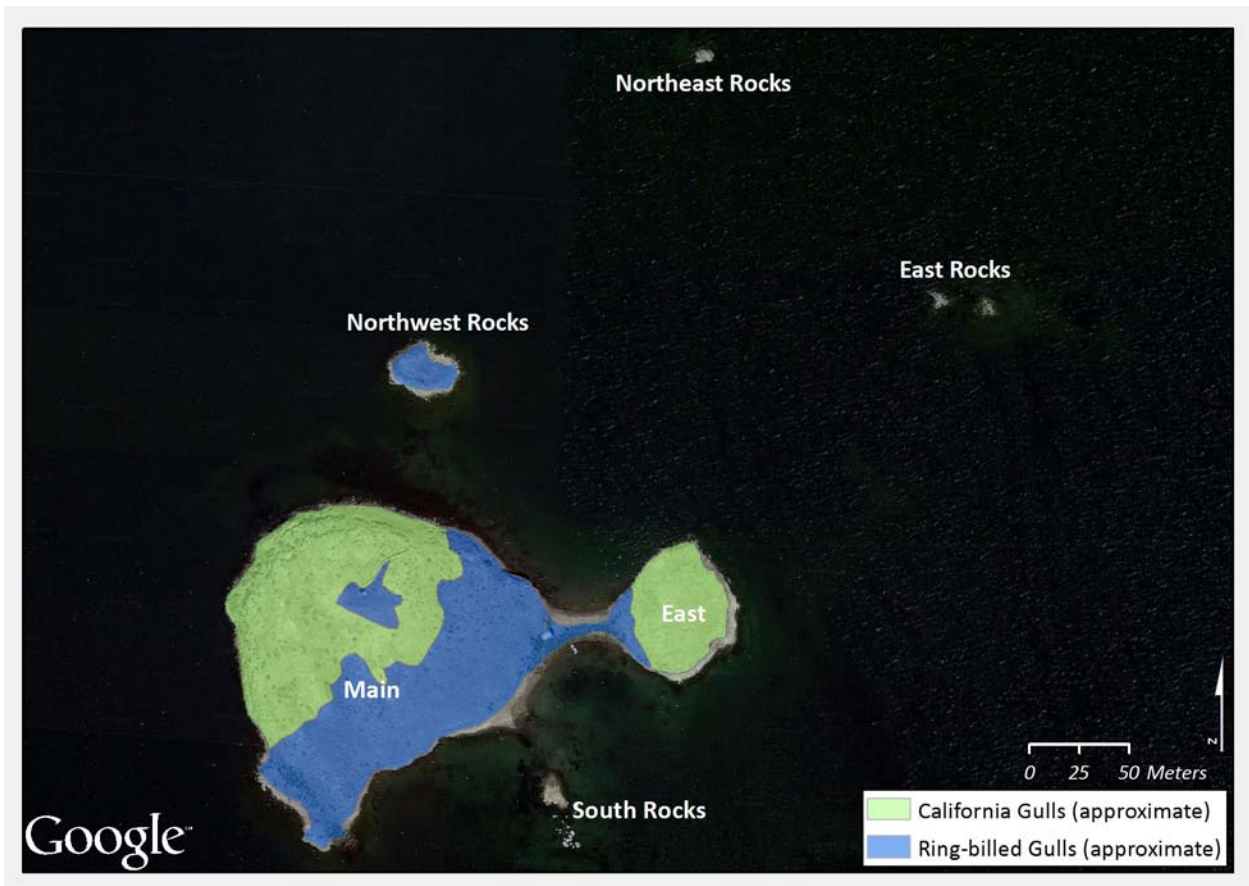 Northeast Rocks
East Rocks
Northwest Rocks
East
Main
0 25 50 Meters
N
South Rocks
California Gulls (approximate)
Ring-billed Gulls (approximate)
Google™